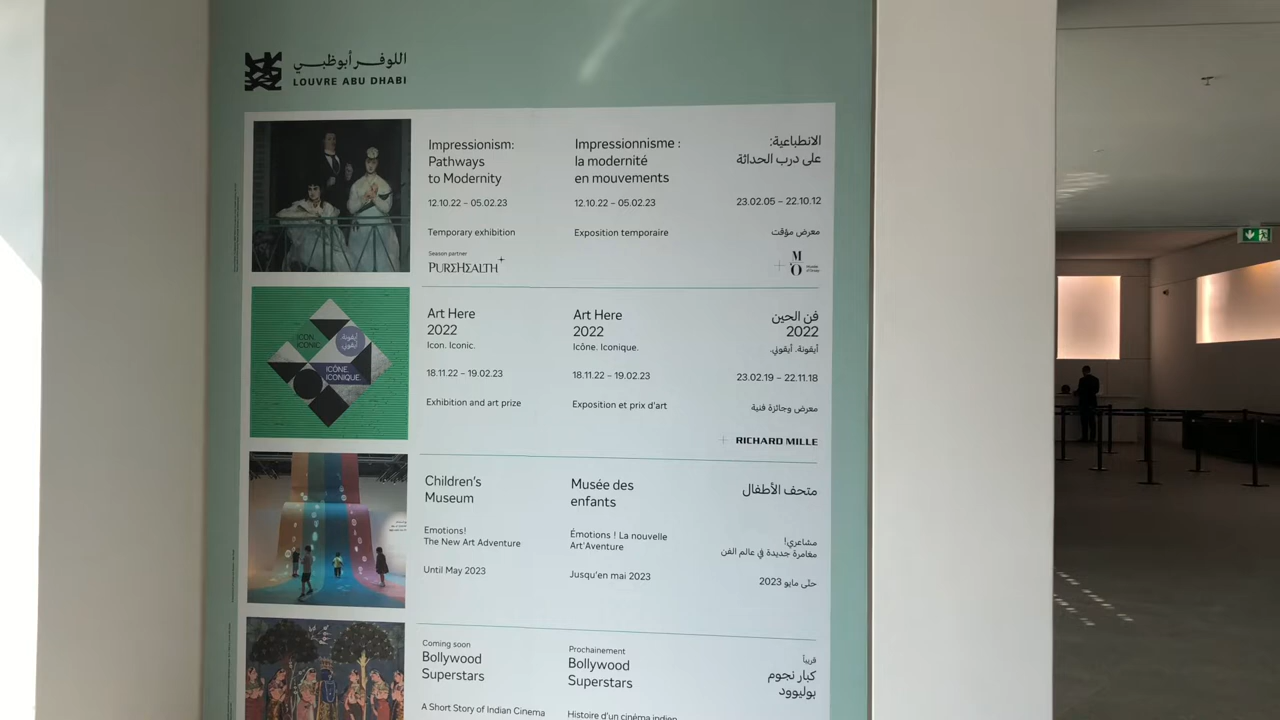 اللوفر أبوظبي
LOUVRE ABU DHABI
Impressionism:
Pathways
to Modernity
12.10.22 – 05.02.23
Temporary exhibition
Season partner
PUREHEALTH
Impressionnisme :
la modernité
en mouvements
12.10.22 – 05.02.23
Exposition temporaire
الانطباعية:
على درب الحداثة
23.02.05 – 22.10.12
معرض مؤقت
M
O
Art Here
2022
Icon. Iconic.
18.11.22 – 19.02.23
Exhibition and art prize
Art Here
2022
Icône. Iconique.
18.11.22 – 19.02.23
Exposition et prix d'art
فن الحين
2022
أيقونة. أيقوني.
23.02.19 – 22.11.18
معرض وجائزة فنية
RICHARD MILLE
ICON.
ICONIC.
أيقونة.
أيقوني.
ICÔNE.
ICONIQUE.
Children's
Museum
Emotions!
The New Art Adventure
Until May 2023
Musée des
enfants
Émotions ! La nouvelle
Art'Aventure
Jusqu'en mai 2023
متحف الأطفال
مشاعري!
مغامرة جديدة في عالم الفن
حتى مايو 2023
Coming soon
Bollywood
Superstars
A Short Story of Indian Cinema
Prochainement
Bollywood
Superstars
Histoire d'un cinéma indien
قريباً
كبار نجوم
بوليوود